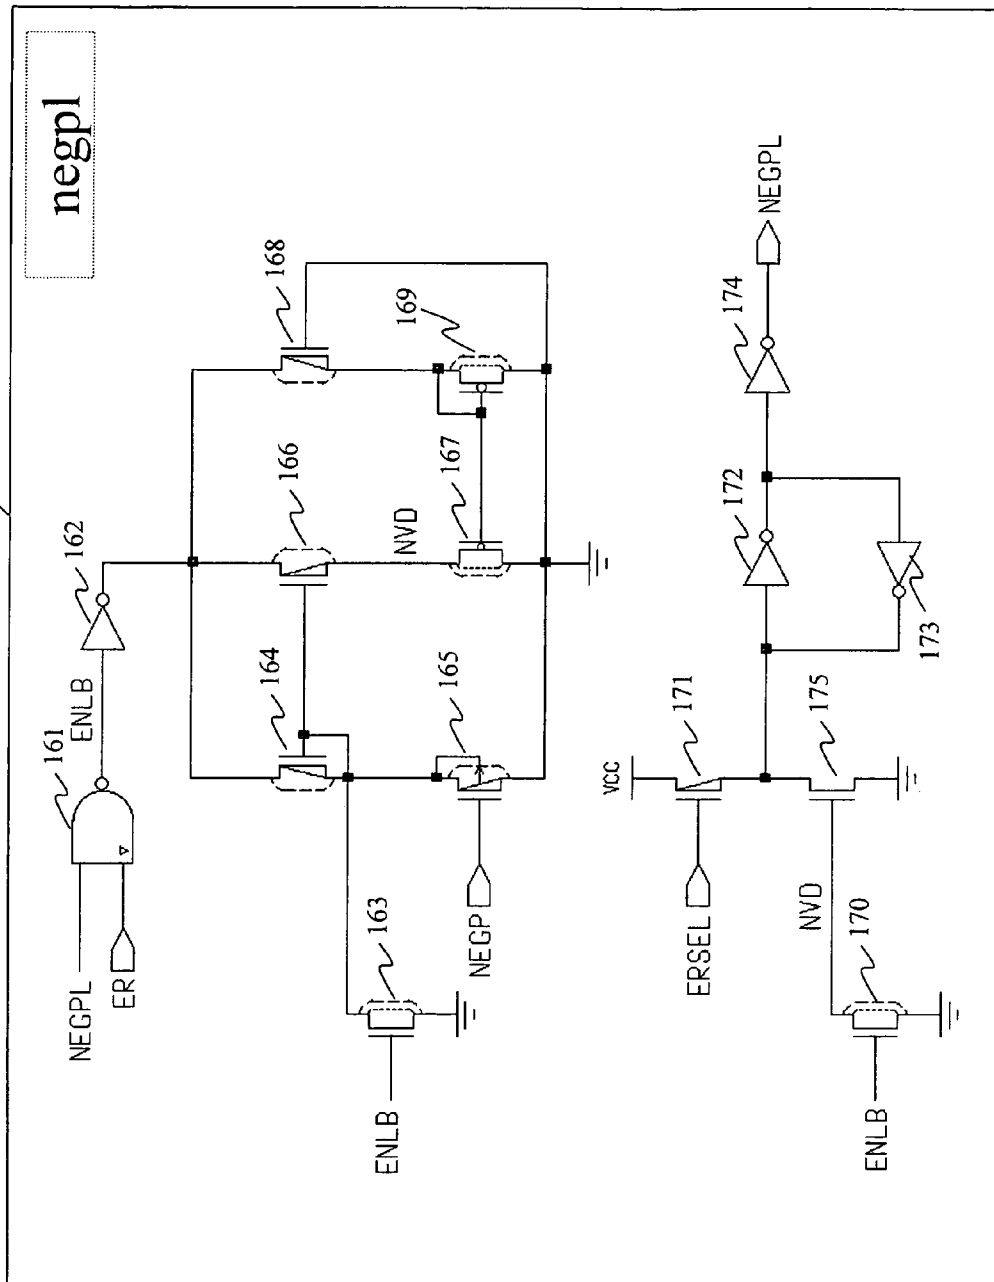 negpl
NEGPL
ER
161
ENLB
162
164
166
168
NVD
165
167
169
ENLB
163
NEGP
ERSEL
VCC
171
172
174
NEGPL
173
175
NVD
ENLB
170